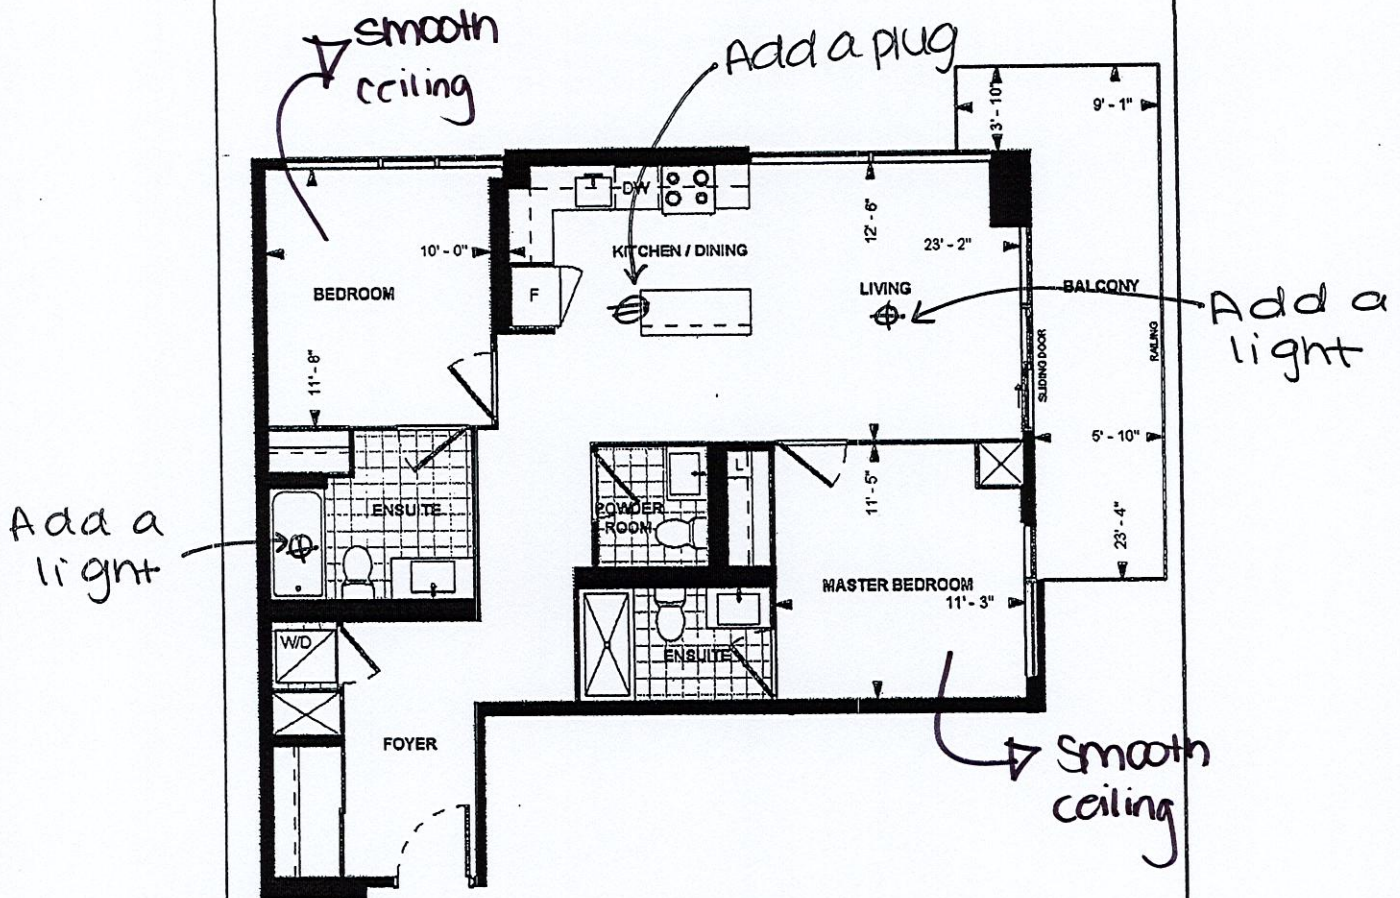 smooth
ceiling
Add a plug
3' - 10"
9' - 1"
DW
12' - 6"
10' - 0"
KITCHEN / DINING
23' - 2"
BEDROOM
F
LIVING
BALCONY
Add a
light
SLIDING DOOR
RAILING
11' - 8"
5' - 10"
L
11' - 5"
ENSUITE
POWDER
ROOM
Add a
light
23' - 4"
MASTER BEDROOM
11' - 3"
W/D
ENSUITE
FOYER
smooth
ceiling